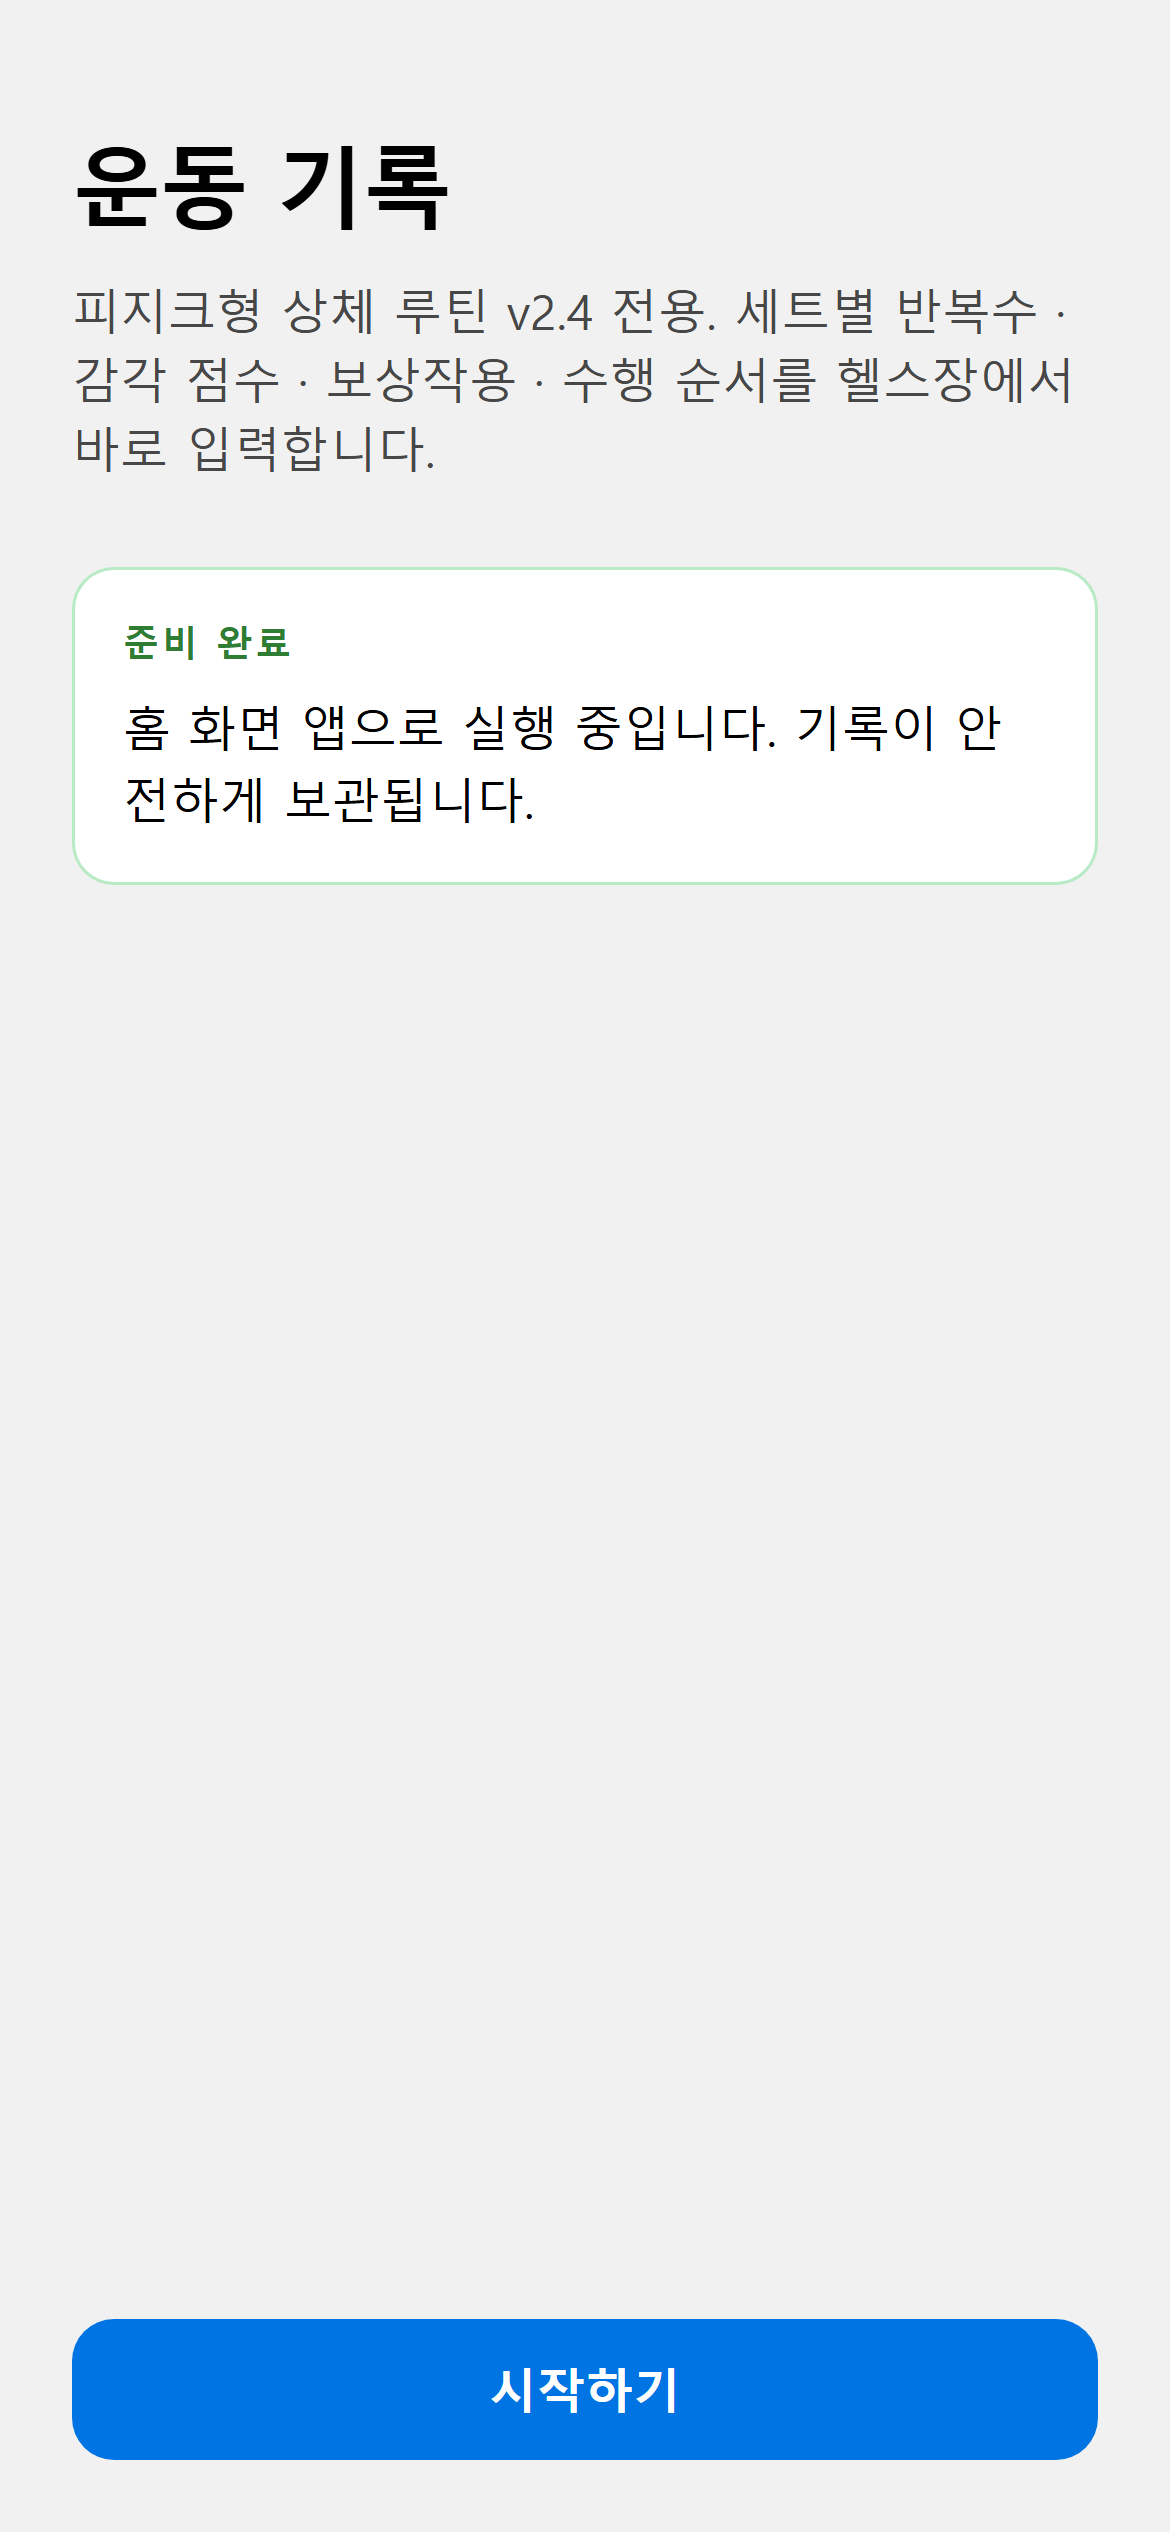 운동 기록
피지크형 상체 루틴 v2.4 전용. 세트별 반복수 ·
감각 점수 · 보상작용 · 수행 순서를 헬스장에서
바로 입력합니다.
준비 완료
홈 화면 앱으로 실행 중입니다. 기록이 안
전하게 보관됩니다.
시작하기